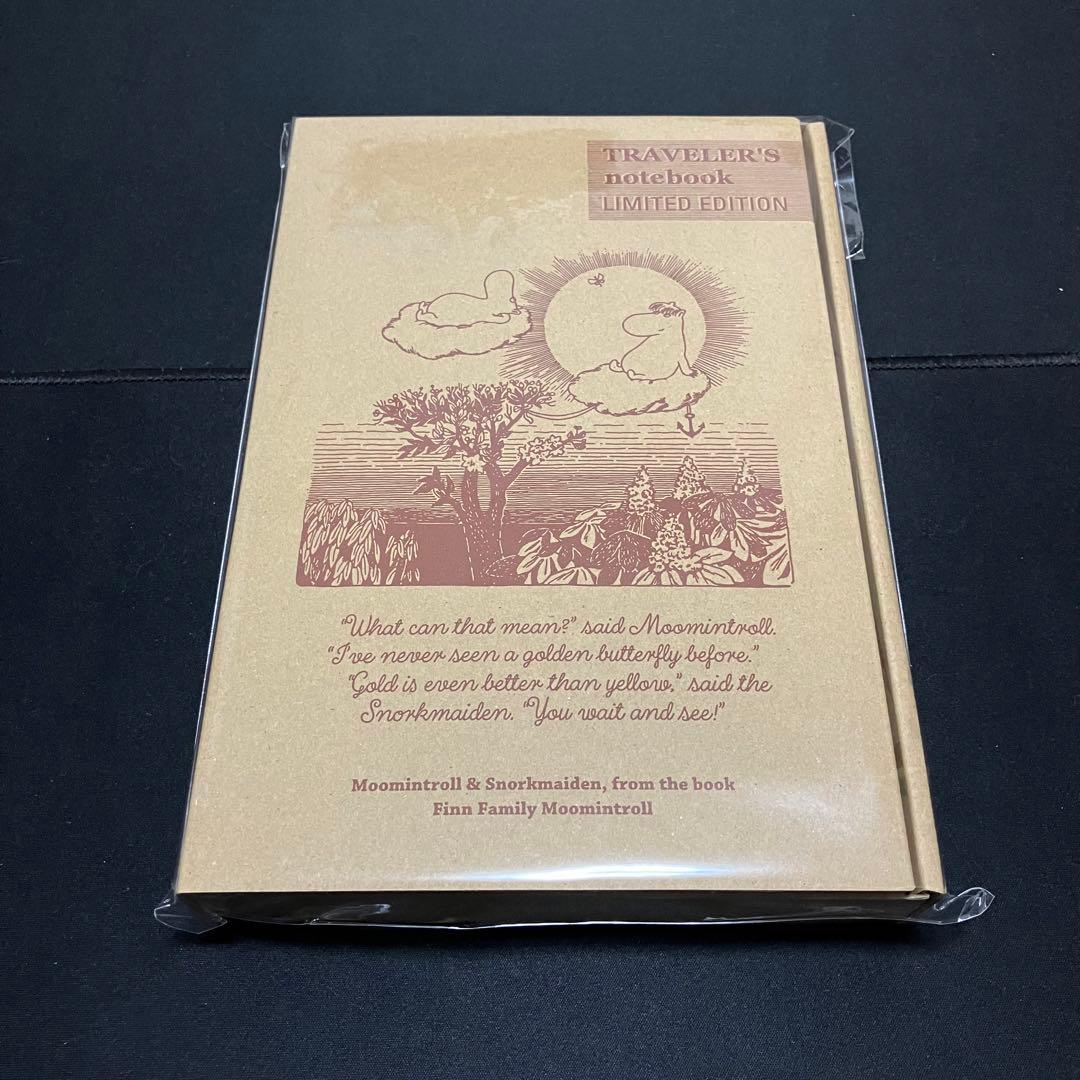 TRAVELER'S
notebook
LIMITED EDITION
"What can that mean?" said Moomintroll.
"I've never seen a golden butterfly before."
"Gold is even better than yellow," said the
Snorkmaiden. "You wait and see!"
Moomintroll & Snorkmaiden, from the book
Finn Family Moomintroll